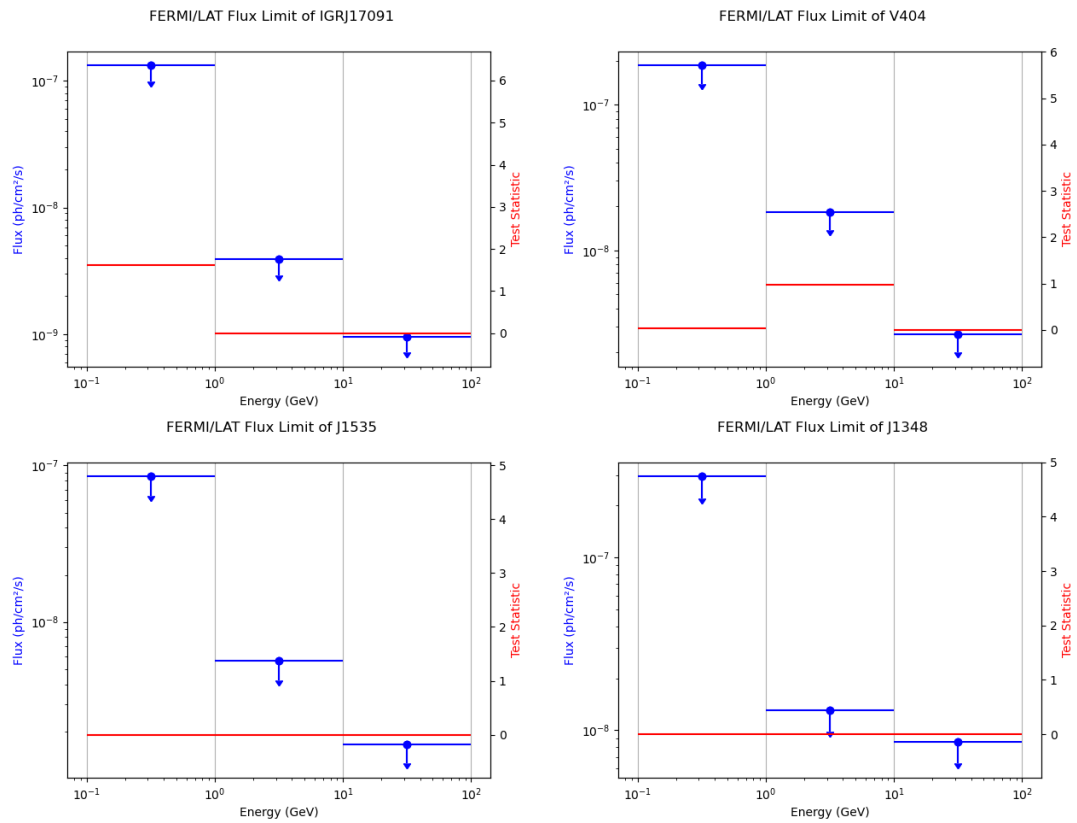 FERMI/LAT Flux Limit of IGRJ17091
10⁻⁷
10⁻⁸
10⁻⁹
Flux (ph/cm²/s)
6
5
4
3
2
1
0
Test Statistic
10⁻¹ 10⁰ 10¹ 10²
Energy (GeV)
FERMI/LAT Flux Limit of V404
10⁻⁷
10⁻⁸
Flux (ph/cm²/s)
6
5
4
3
2
1
0
Test Statistic
10⁻¹ 10⁰ 10¹ 10²
Energy (GeV)
FERMI/LAT Flux Limit of J1535
10⁻⁷
10⁻⁸
Flux (ph/cm²/s)
5
4
3
2
1
0
Test Statistic
10⁻¹ 10⁰ 10¹ 10²
Energy (GeV)
FERMI/LAT Flux Limit of J1348
10⁻⁷
10⁻⁸
Flux (ph/cm²/s)
5
4
3
2
1
0
Test Statistic
10⁻¹ 10⁰ 10¹ 10²
Energy (GeV)